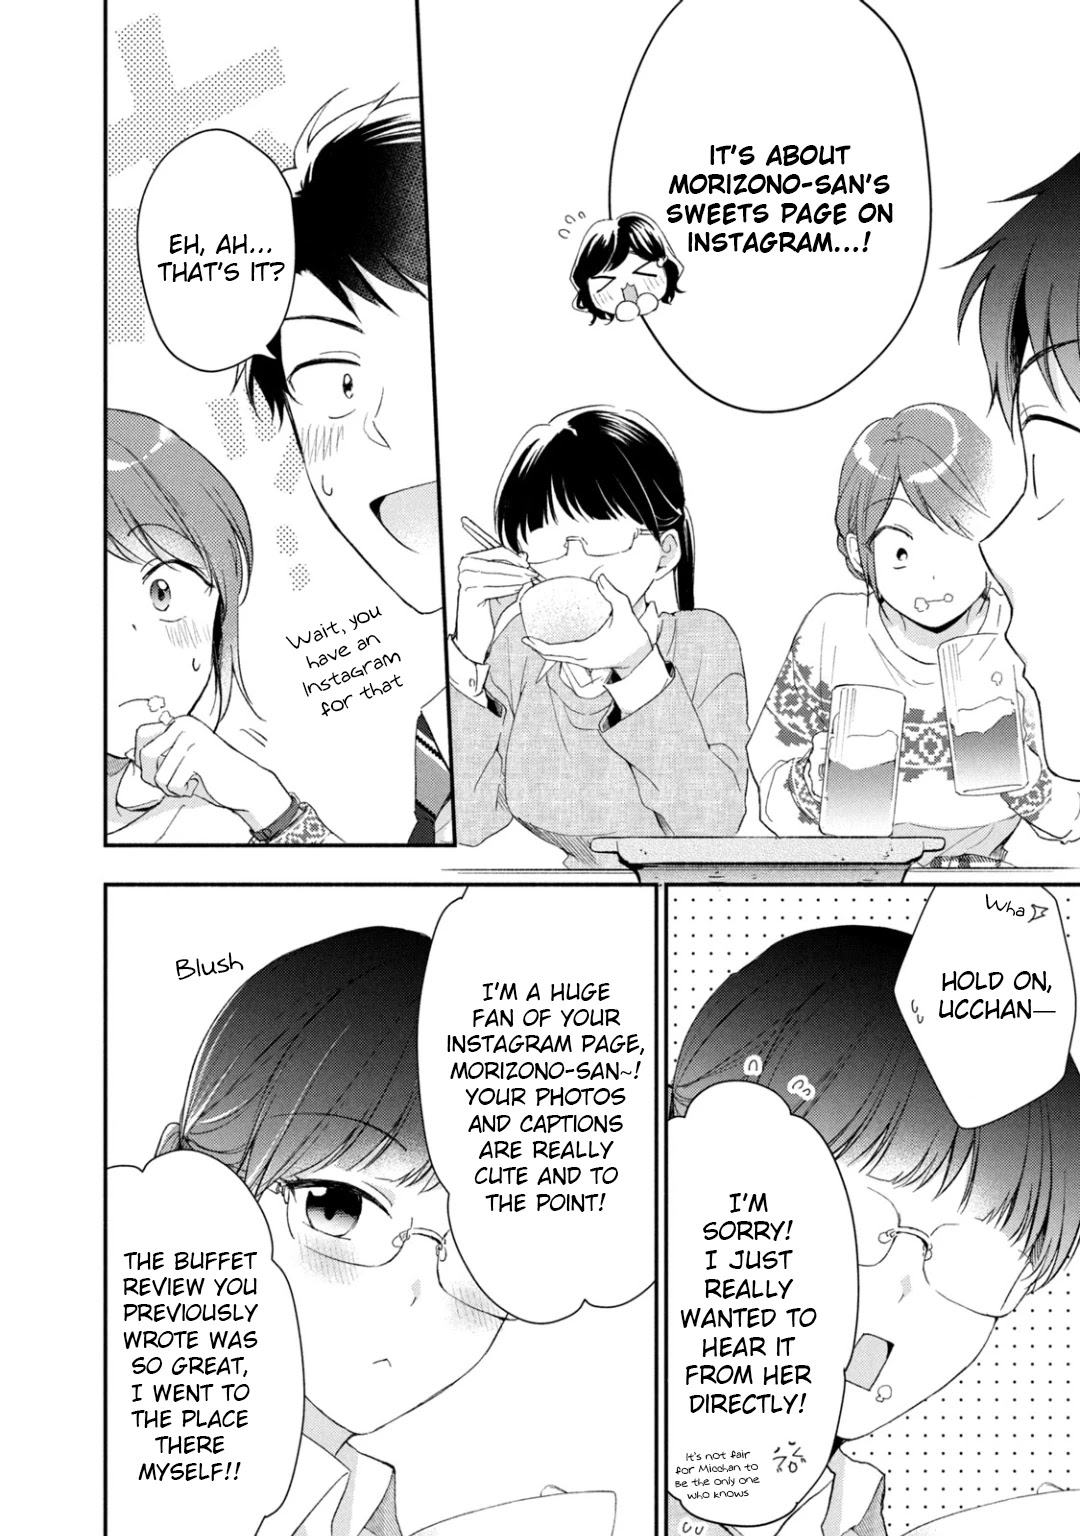 IT'S ABOUT
MORIZONO-SAN'S
SWEETS PAGE ON
INSTAGRAM...!
EH, AH...
THAT'S IT?
Wait, you
have an
Instagram
for that
Wha
HOLD ON,
UCCHAN—
I'M
SORRY!
I JUST
REALLY
WANTED TO
HEAR IT
FROM HER
DIRECTLY!
It's not fair
for Micchan to
be the only one
who knows
I'M A HUGE
FAN OF YOUR
INSTAGRAM PAGE,
MORIZONO-SAN~!
YOUR PHOTOS
AND CAPTIONS
ARE REALLY
CUTE AND TO
THE POINT!
Blush
THE BUFFET
REVIEW YOU
PREVIOUSLY
WROTE WAS
SO GREAT,
I WENT TO
THE PLACE
THERE
MYSELF!!